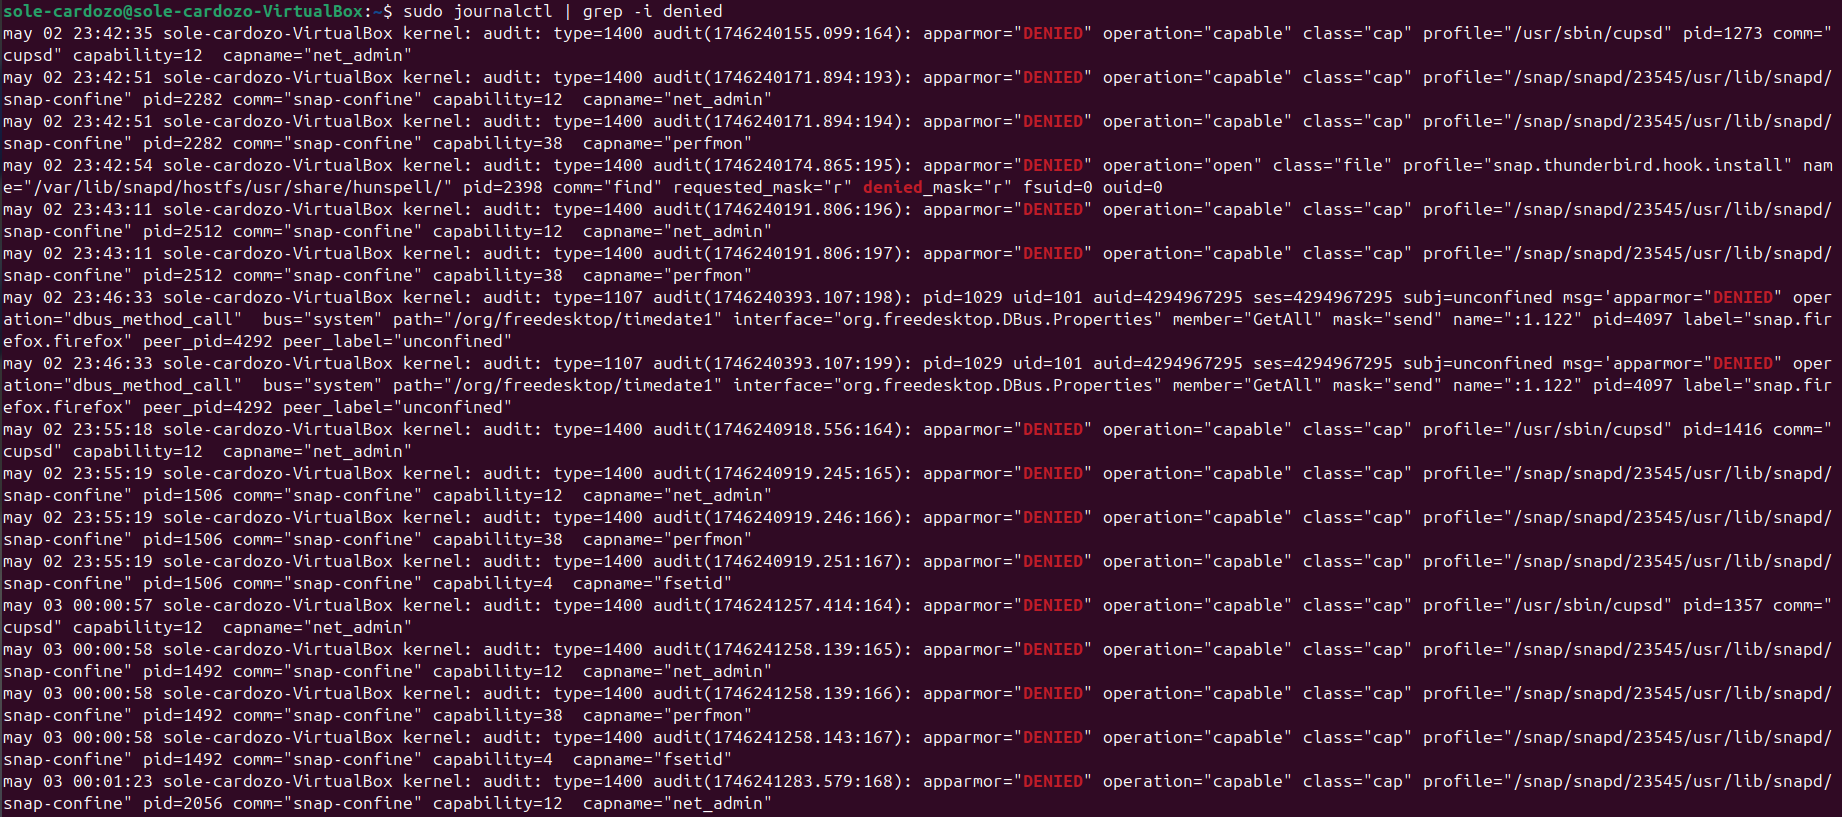 sole-cardozo@sole-cardozo-VirtualBox:~$ sudo journalctl | grep -i denied
may 02 23:42:35 sole-cardozo-VirtualBox kernel: audit: type=1400 audit(1746240155.099:164): apparmor="DENIED" operation="capable" class="cap" profile="/usr/sbin/cupsd" pid=1273 comm="
cupsd" capability=12  capname="net_admin"
may 02 23:42:51 sole-cardozo-VirtualBox kernel: audit: type=1400 audit(1746240171.894:193): apparmor="DENIED" operation="capable" class="cap" profile="/snap/snapd/23545/usr/lib/snapd/
snap-confine" pid=2282 comm="snap-confine" capability=12  capname="net_admin"
may 02 23:42:51 sole-cardozo-VirtualBox kernel: audit: type=1400 audit(1746240171.894:194): apparmor="DENIED" operation="capable" class="cap" profile="/snap/snapd/23545/usr/lib/snapd/
snap-confine" pid=2282 comm="snap-confine" capability=38  capname="perfmon"
may 02 23:42:54 sole-cardozo-VirtualBox kernel: audit: type=1400 audit(1746240174.865:195): apparmor="DENIED" operation="open" class="file" profile="snap.thunderbird.hook.install" nam
e="/var/lib/snapd/hostfs/usr/share/hunspell/" pid=2398 comm="find" requested_mask="r" denied_mask="r" fsuid=0 ouid=0
may 02 23:43:11 sole-cardozo-VirtualBox kernel: audit: type=1400 audit(1746240191.806:196): apparmor="DENIED" operation="capable" class="cap" profile="/snap/snapd/23545/usr/lib/snapd/
snap-confine" pid=2512 comm="snap-confine" capability=12  capname="net_admin"
may 02 23:43:11 sole-cardozo-VirtualBox kernel: audit: type=1400 audit(1746240191.806:197): apparmor="DENIED" operation="capable" class="cap" profile="/snap/snapd/23545/usr/lib/snapd/
snap-confine" pid=2512 comm="snap-confine" capability=38  capname="perfmon"
may 02 23:46:33 sole-cardozo-VirtualBox kernel: audit: type=1107 audit(1746240393.107:198): pid=1029 uid=101 auid=4294967295 ses=4294967295 subj=unconfined msg='apparmor="DENIED" oper
ation="dbus_method_call"  bus="system" path="/org/freedesktop/timedate1" interface="org.freedesktop.DBus.Properties" member="GetAll" mask="send" name=":1.122" pid=4097 label="snap.fir
efox.firefox" peer_pid=4292 peer_label="unconfined"
may 02 23:46:33 sole-cardozo-VirtualBox kernel: audit: type=1107 audit(1746240393.107:199): pid=1029 uid=101 auid=4294967295 ses=4294967295 subj=unconfined msg='apparmor="DENIED" oper
ation="dbus_method_call"  bus="system" path="/org/freedesktop/timedate1" interface="org.freedesktop.DBus.Properties" member="GetAll" mask="send" name=":1.122" pid=4097 label="snap.fir
efox.firefox" peer_pid=4292 peer_label="unconfined"
may 02 23:55:18 sole-cardozo-VirtualBox kernel: audit: type=1400 audit(1746240918.556:164): apparmor="DENIED" operation="capable" class="cap" profile="/usr/sbin/cupsd" pid=1416 comm="
cupsd" capability=12  capname="net_admin"
may 02 23:55:19 sole-cardozo-VirtualBox kernel: audit: type=1400 audit(1746240919.245:165): apparmor="DENIED" operation="capable" class="cap" profile="/snap/snapd/23545/usr/lib/snapd/
snap-confine" pid=1506 comm="snap-confine" capability=12  capname="net_admin"
may 02 23:55:19 sole-cardozo-VirtualBox kernel: audit: type=1400 audit(1746240919.246:166): apparmor="DENIED" operation="capable" class="cap" profile="/snap/snapd/23545/usr/lib/snapd/
snap-confine" pid=1506 comm="snap-confine" capability=38  capname="perfmon"
may 02 23:55:19 sole-cardozo-VirtualBox kernel: audit: type=1400 audit(1746240919.251:167): apparmor="DENIED" operation="capable" class="cap" profile="/snap/snapd/23545/usr/lib/snapd/
snap-confine" pid=1506 comm="snap-confine" capability=4  capname="fsetid"
may 03 00:00:57 sole-cardozo-VirtualBox kernel: audit: type=1400 audit(1746241257.414:164): apparmor="DENIED" operation="capable" class="cap" profile="/usr/sbin/cupsd" pid=1357 comm="
cupsd" capability=12  capname="net_admin"
may 03 00:00:58 sole-cardozo-VirtualBox kernel: audit: type=1400 audit(1746241258.139:165): apparmor="DENIED" operation="capable" class="cap" profile="/snap/snapd/23545/usr/lib/snapd/
snap-confine" pid=1492 comm="snap-confine" capability=12  capname="net_admin"
may 03 00:00:58 sole-cardozo-VirtualBox kernel: audit: type=1400 audit(1746241258.139:166): apparmor="DENIED" operation="capable" class="cap" profile="/snap/snapd/23545/usr/lib/snapd/
snap-confine" pid=1492 comm="snap-confine" capability=38  capname="perfmon"
may 03 00:00:58 sole-cardozo-VirtualBox kernel: audit: type=1400 audit(1746241258.143:167): apparmor="DENIED" operation="capable" class="cap" profile="/snap/snapd/23545/usr/lib/snapd/
snap-confine" pid=1492 comm="snap-confine" capability=4  capname="fsetid"
may 03 00:01:23 sole-cardozo-VirtualBox kernel: audit: type=1400 audit(1746241283.579:168): apparmor="DENIED" operation="capable" class="cap" profile="/snap/snapd/23545/usr/lib/snapd/
snap-confine" pid=2056 comm="snap-confine" capability=12  capname="net_admin"